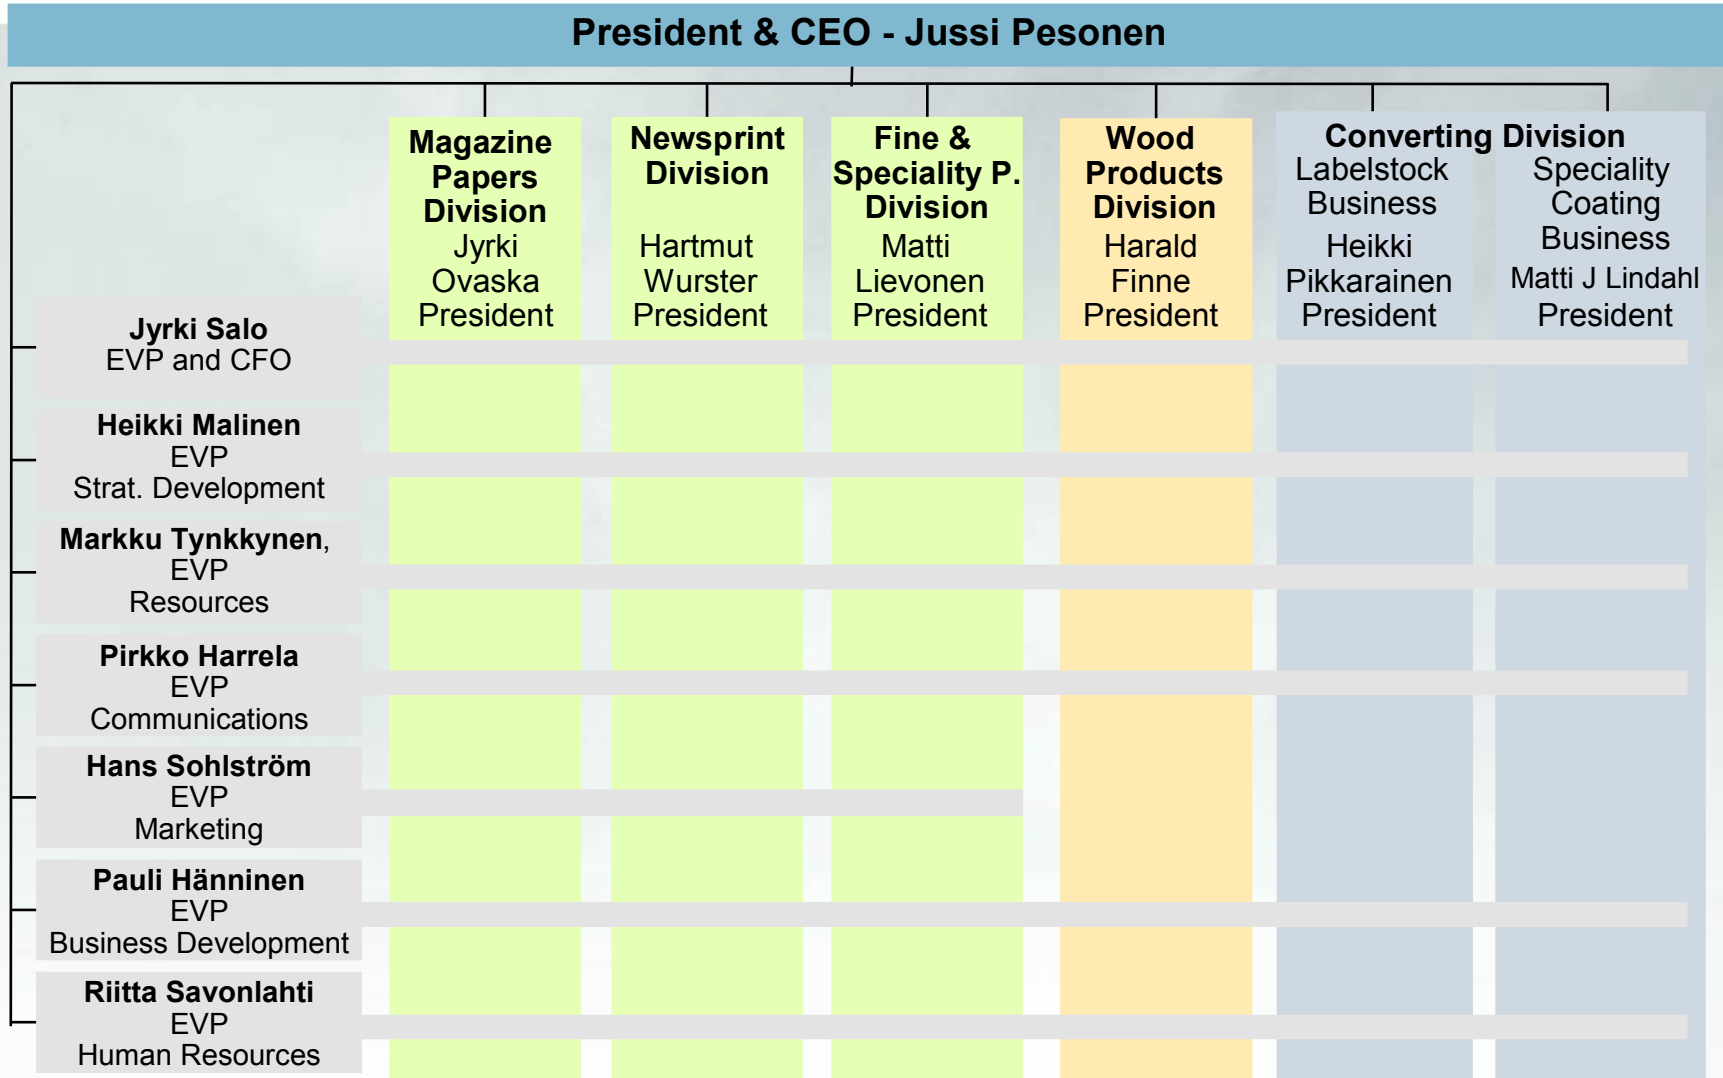 President & CEO - Jussi Pesonen
Magazine
Papers
Division
Jyrki
Ovaska
President
Newsprint
Division
Hartmut
Wurster
President
Fine &
Speciality P.
Division
Matti
Lievonen
President
Wood
Products
Division
Harald
Finne
President
Converting Division
Labelstock
Business
Heikki
Pikkarainen
President
Speciality
Coating
Business
Matti J Lindahl
President
Jyrki Salo
EVP and CFO
Heikki Malinen
EVP
Strat. Development
Markku Tynkkynen,
EVP
Resources
Pirkko Harrela
EVP
Communications
Hans Sohlström
EVP
Marketing
Pauli Hänninen
EVP
Business Development
Riitta Savonlahti
EVP
Human Resources